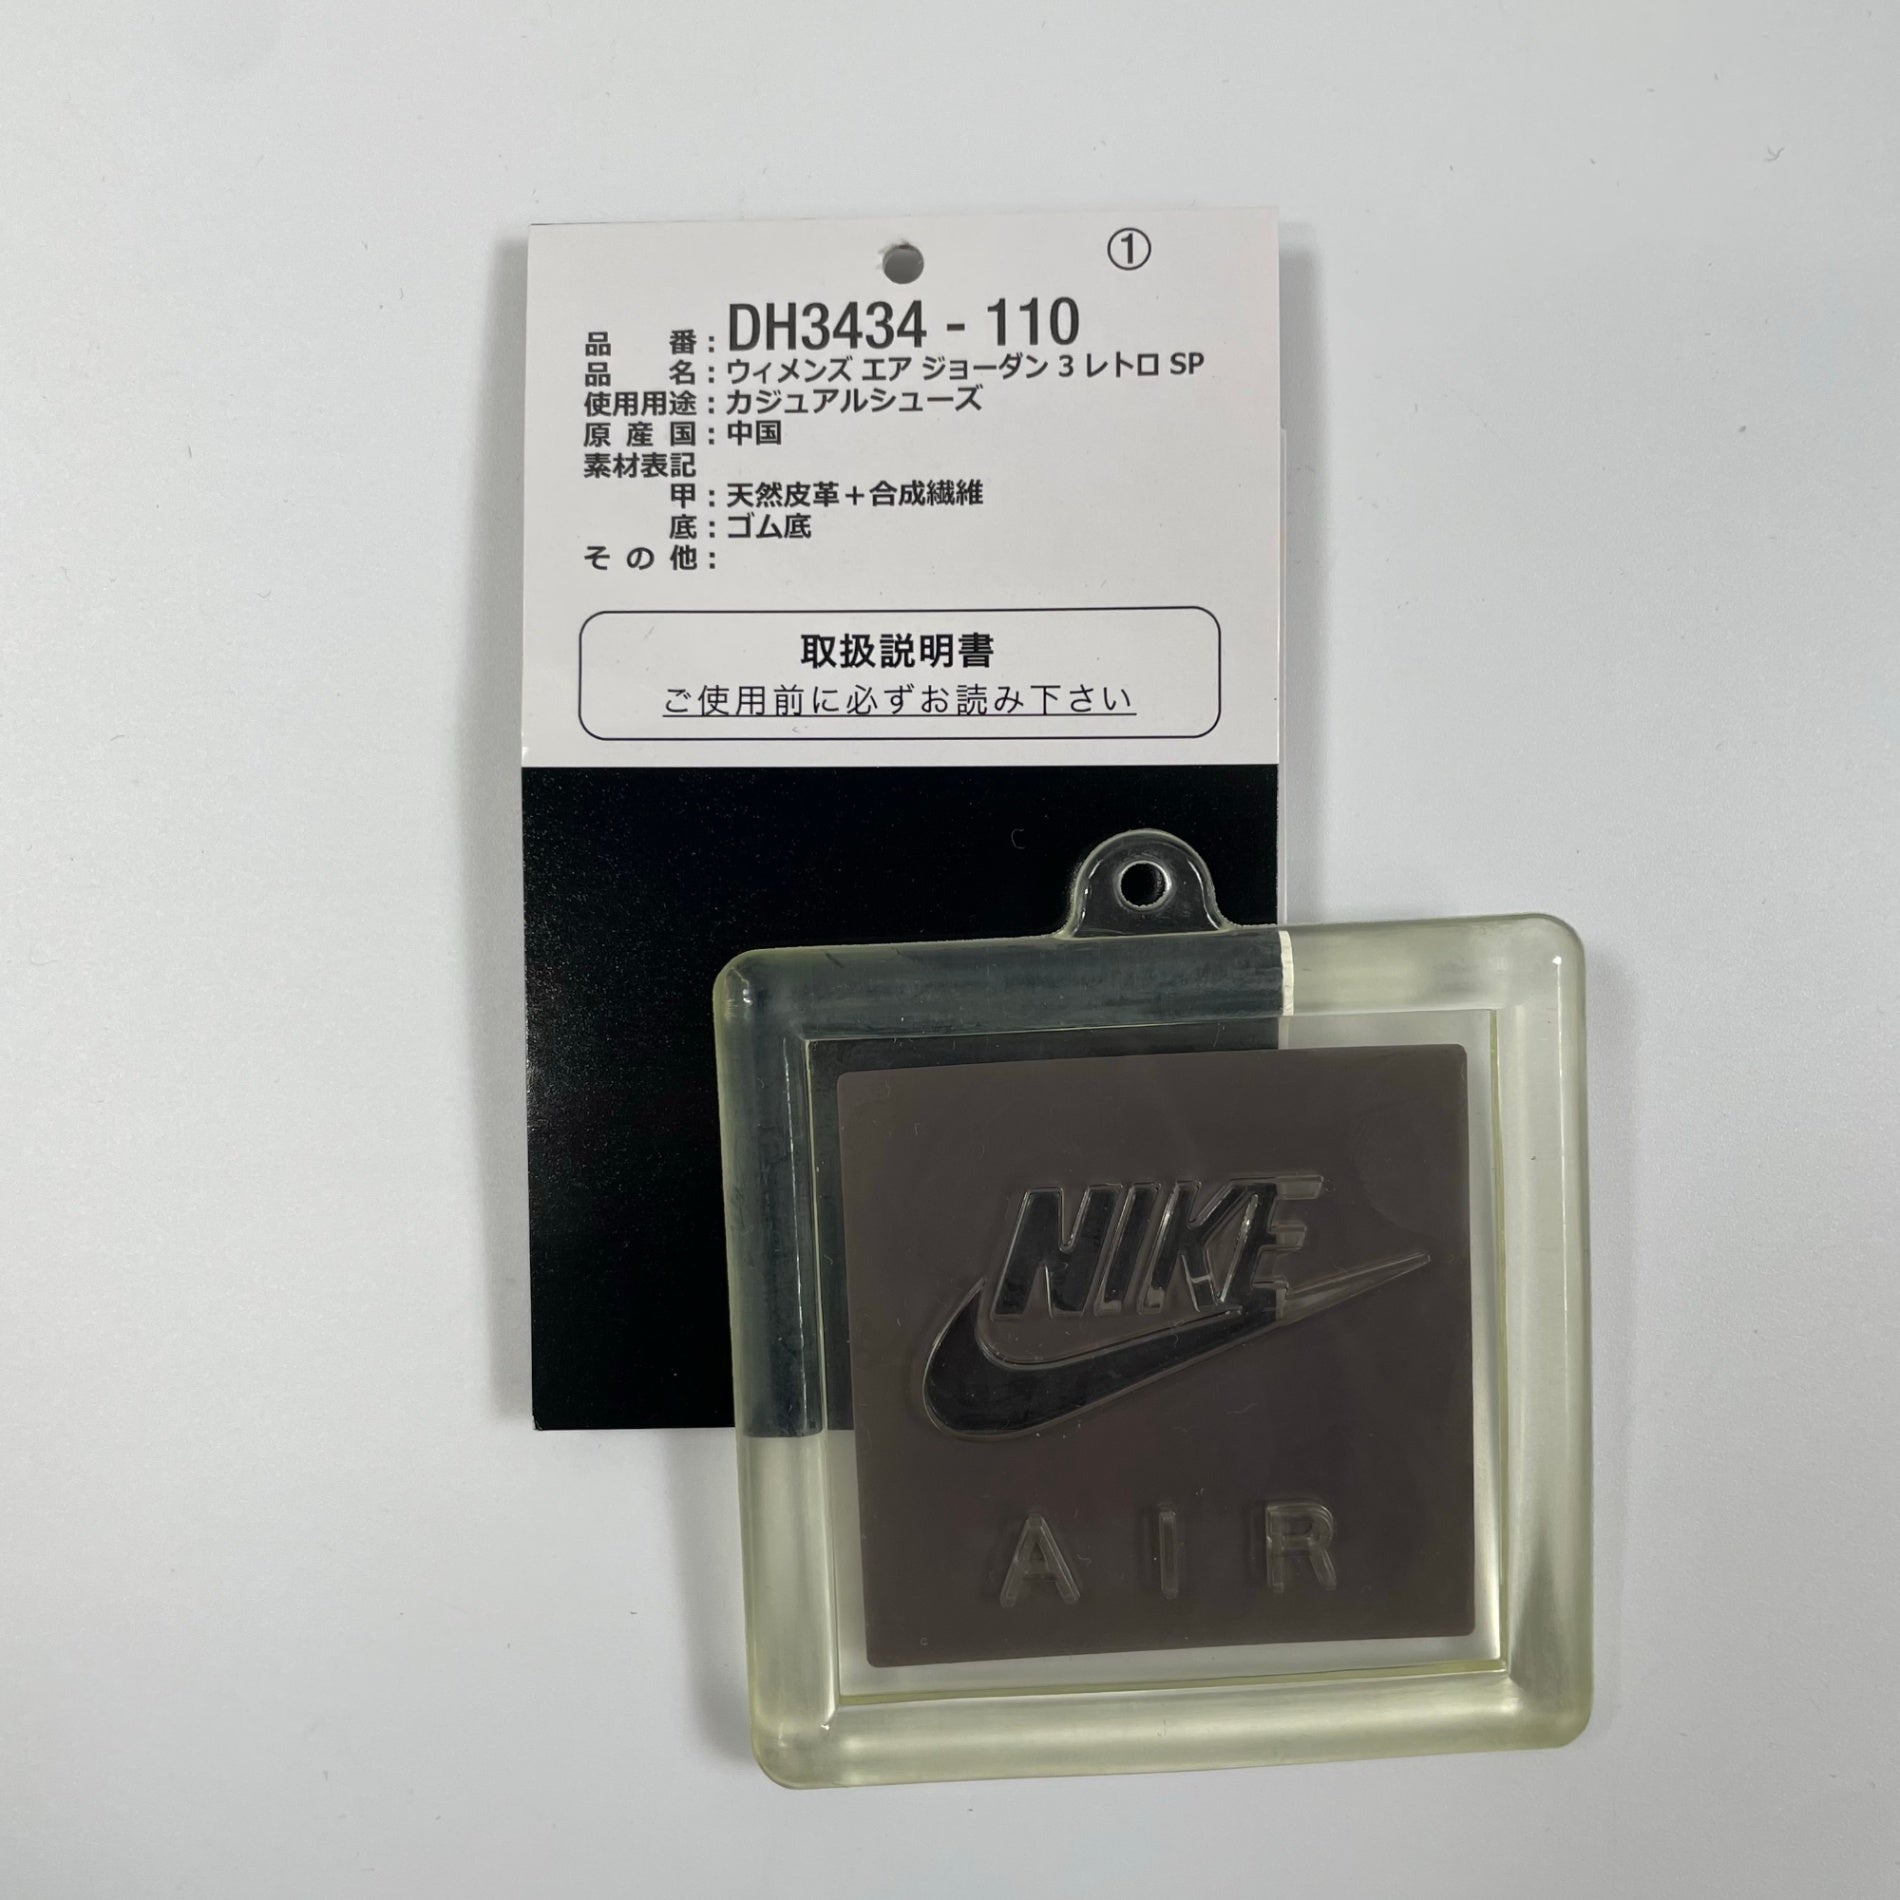 ①
品番：DH3434 - 110
品名：ウィメンズ エア ジョーダン 3 レトロ SP
使用用途：カジュアルシューズ
原産国：中国
素材表記
甲：天然皮革＋合成繊維
底：ゴム底
その他：
取扱説明書
ご使用前に必ずお読み下さい
NIKE
AIR